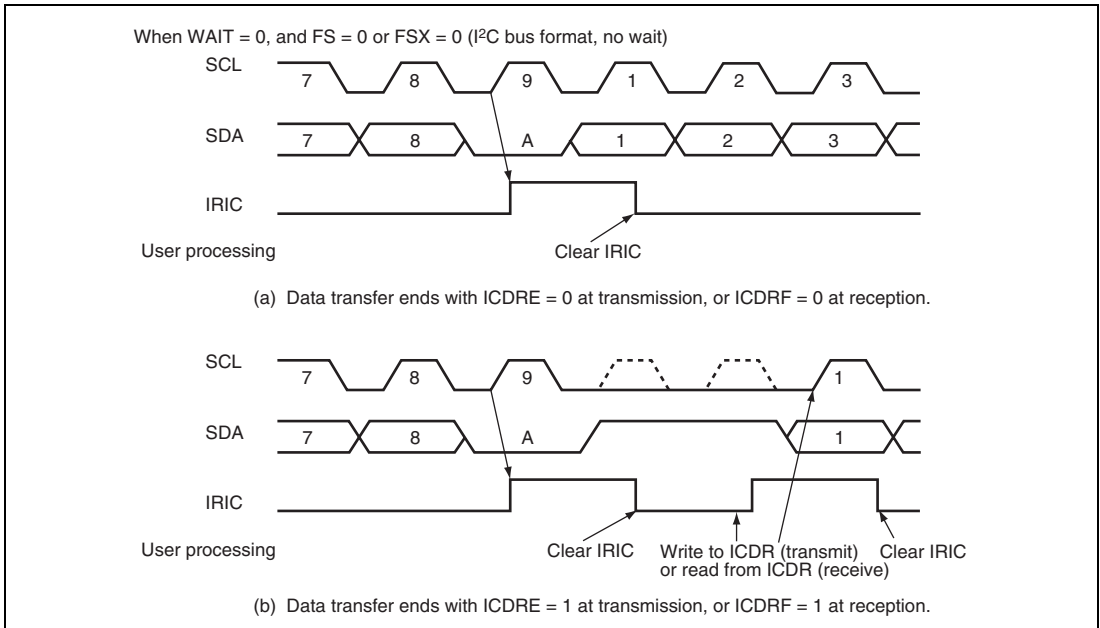 When WAIT = 0, and FS = 0 or FSX = 0 (I²C bus format, no wait)
SCL
7 8 9 1 2 3
SDA
7 8 A 1 2 3
IRIC
User processing
Clear IRIC
(a) Data transfer ends with ICDRE = 0 at transmission, or ICDRF = 0 at reception.
SCL
7 8 9 1
SDA
7 8 A 1
IRIC
User processing
Clear IRIC
Write to ICDR (transmit)
or read from ICDR (receive)
Clear IRIC
(b) Data transfer ends with ICDRE = 1 at transmission, or ICDRF = 1 at reception.